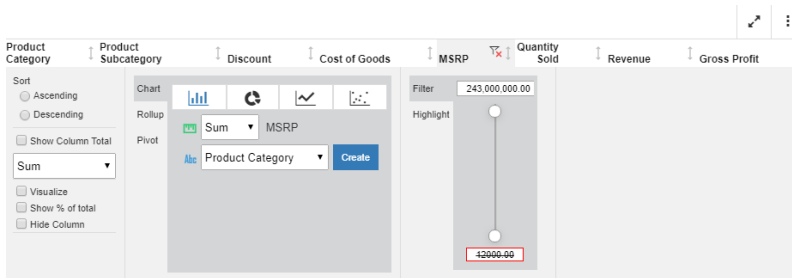 Product Category
Product Subcategory
Discount
Cost of Goods
MSRP
Quantity Sold
Revenue
Gross Profit
Sort
Ascending
Descending
Show Column Total
Sum
Visualize
Show % of total
Hide Column
Chart
Rollup
Pivot
Sum
MSRP
Abc
Product Category
Create
Filter
243,000,000.00
Highlight
12000.00